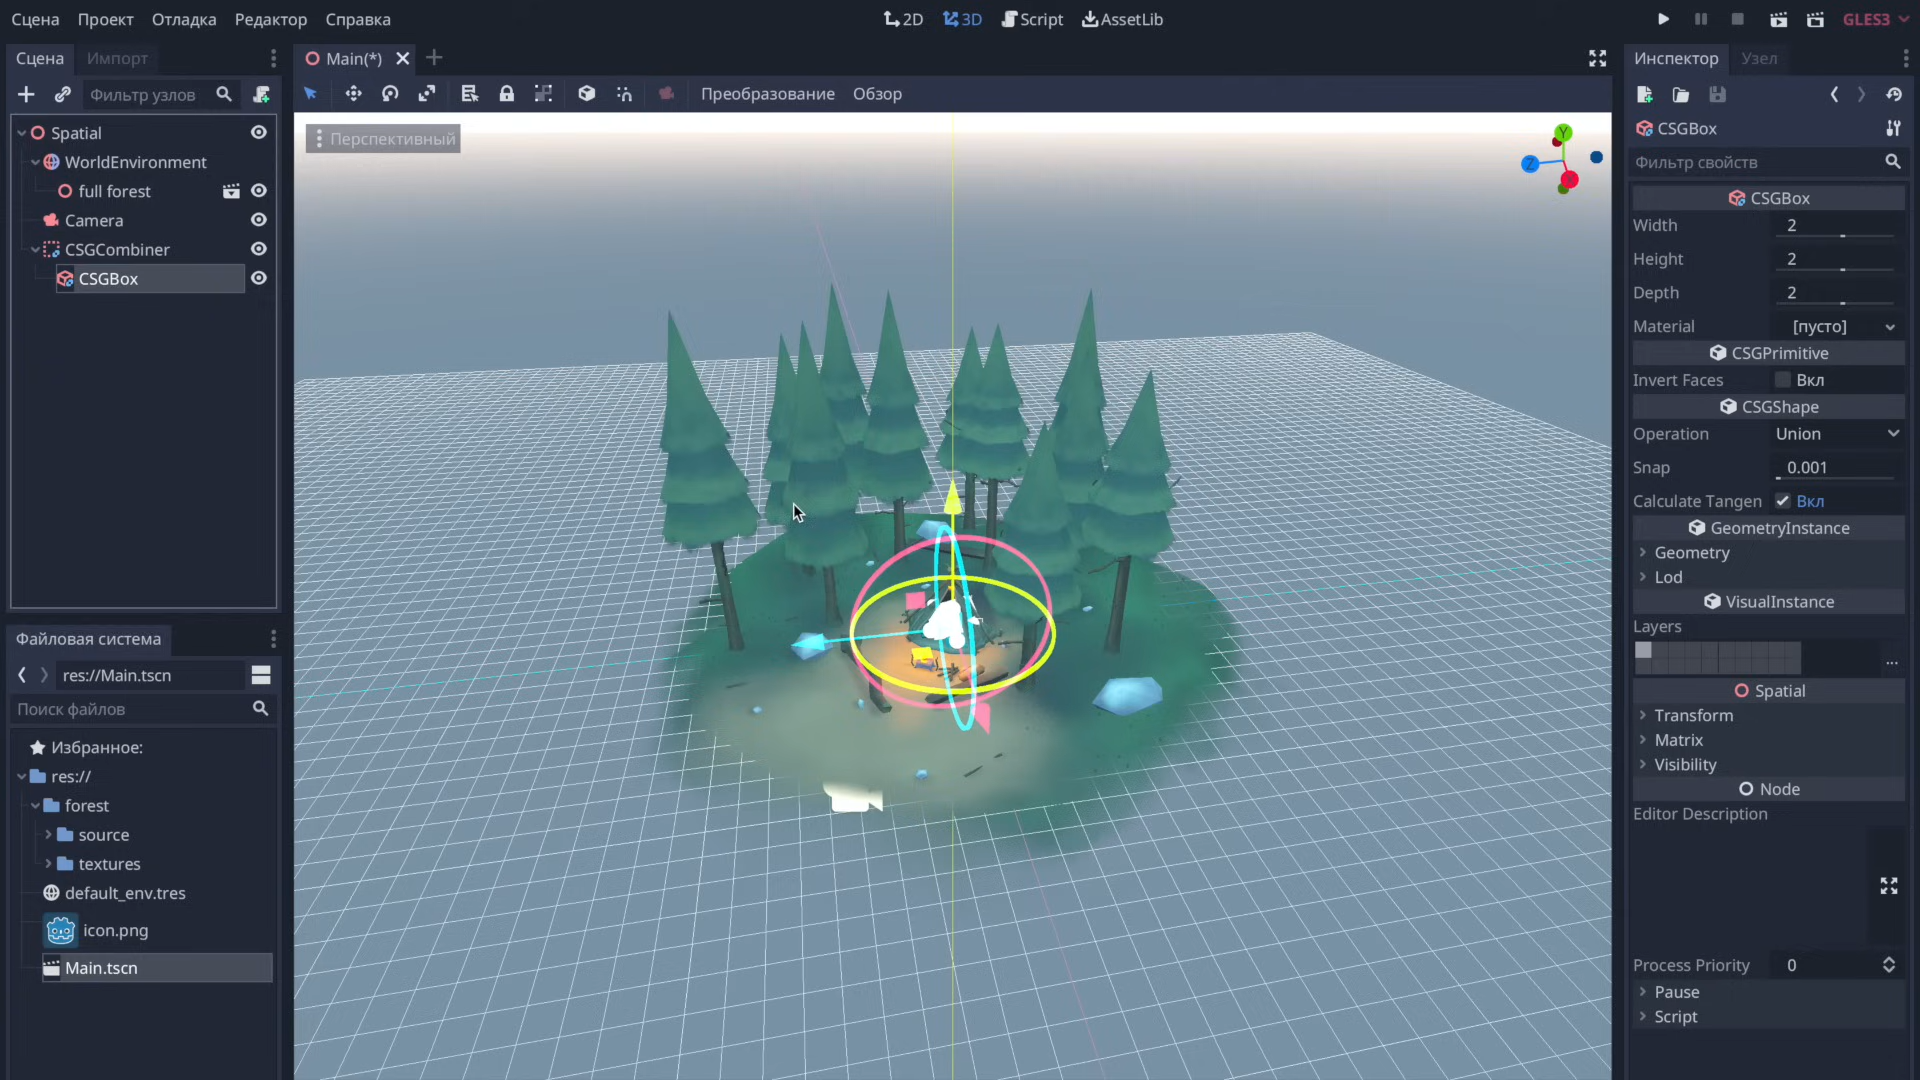 Сцена Проект Отладка Редактор Справка
2D 3D Script AssetLib
GLES3
Сцена Импорт
Фильтр узлов
Spatial
WorldEnvironment
full forest
Camera
CSGCombiner
CSGBox
Файловая система
res://Main.tscn
Поиск файлов
Избранное:
res://
forest
source
textures
default_env.tres
icon.png
Main.tscn
Main(*)
Преобразование Обзор
Перспективный
Y
Z
Инспектор Узел
CSGBox
Фильтр свойств
CSGBox
Width 2
Height 2
Depth 2
Material [пусто]
CSGPrimitive
Invert Faces Вкл
CSGShape
Operation Union
Snap 0.001
Calculate Tangen Вкл
GeometryInstance
Geometry
Lod
VisualInstance
Layers
...
Spatial
Transform
Matrix
Visibility
Node
Editor Description
Process Priority 0
Pause
Script